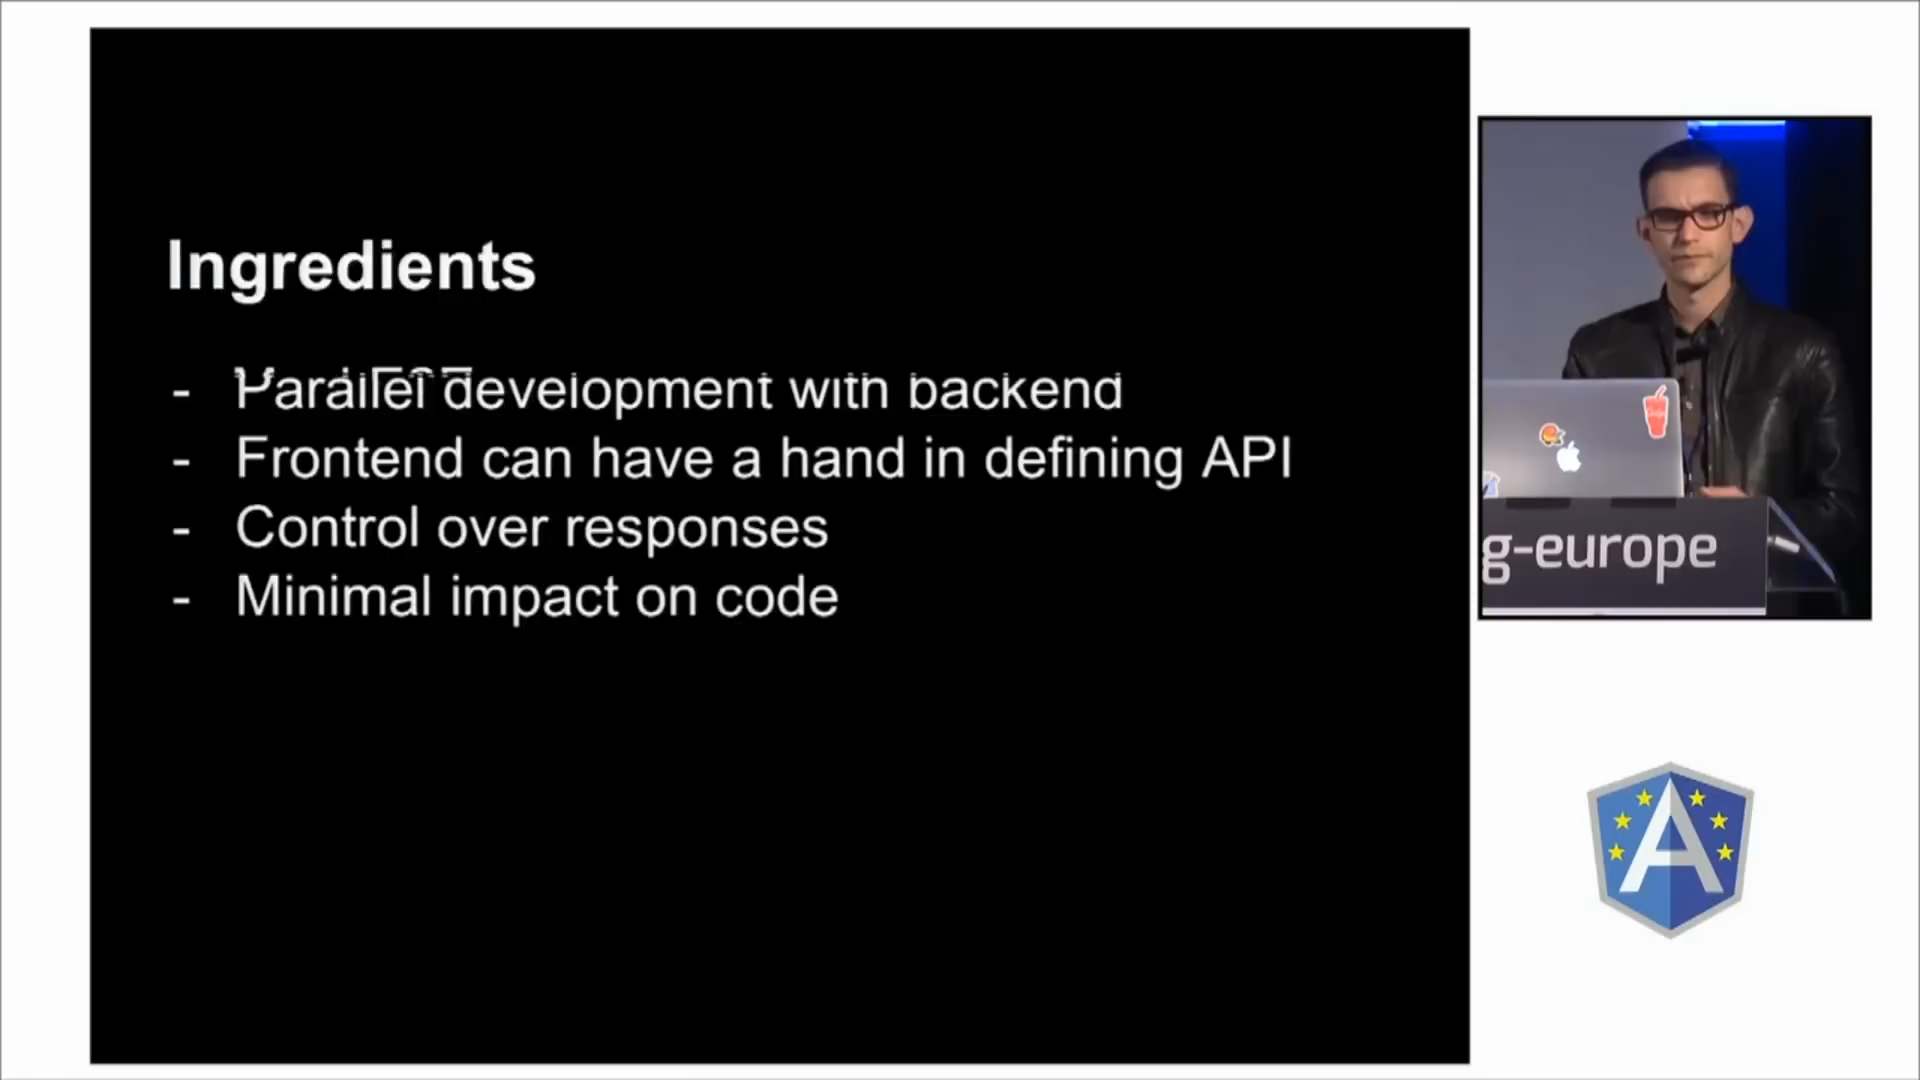 Ingredients
- Parallel development with backend
- Frontend can have a hand in defining API
- Control over responses
- Minimal impact on code
g-europe
A